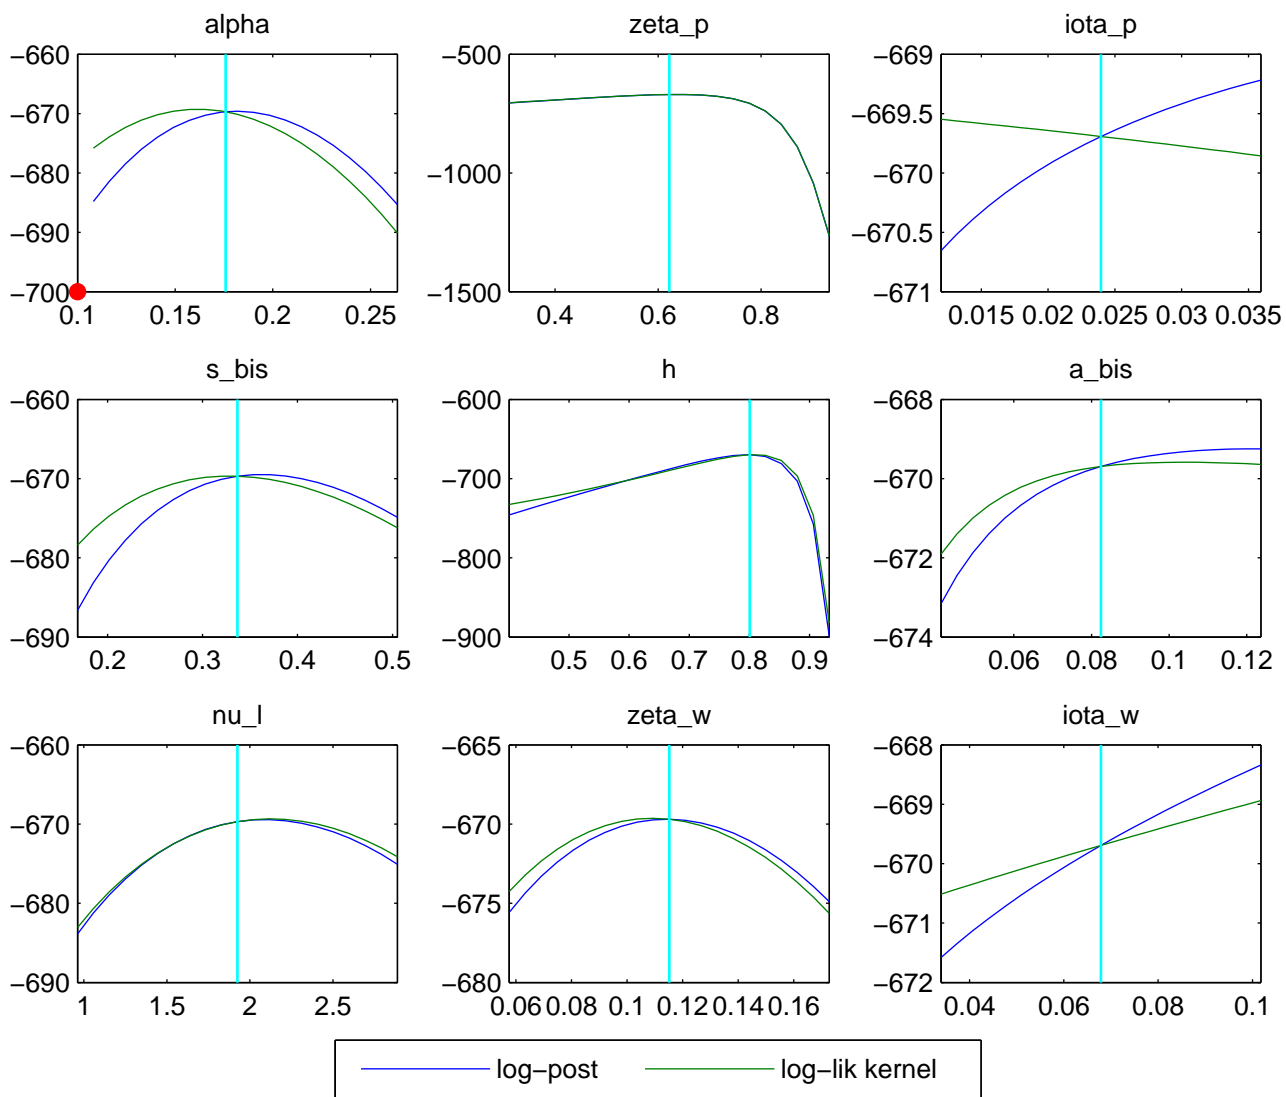 alpha
zeta_p
iota_p
−660
−670
−680
−690
−700
0.1 0.15 0.2 0.25
−500
−1000
−1500
0.4 0.6 0.8
−669
−669.5
−670
−670.5
−671
0.015 0.02 0.025 0.03 0.035
s_bis
h
a_bis
−660
−670
−680
−690
0.2 0.3 0.4 0.5
−600
−700
−800
−900
0.5 0.6 0.7 0.8 0.9
−668
−670
−672
−674
0.06 0.08 0.1 0.12
nu_l
zeta_w
iota_w
−660
−670
−680
−690
1 1.5 2 2.5
−665
−670
−675
−680
0.06 0.08 0.1 0.12 0.14 0.16
−668
−669
−670
−671
−672
0.04 0.06 0.08 0.1
log−post
log−lik kernel